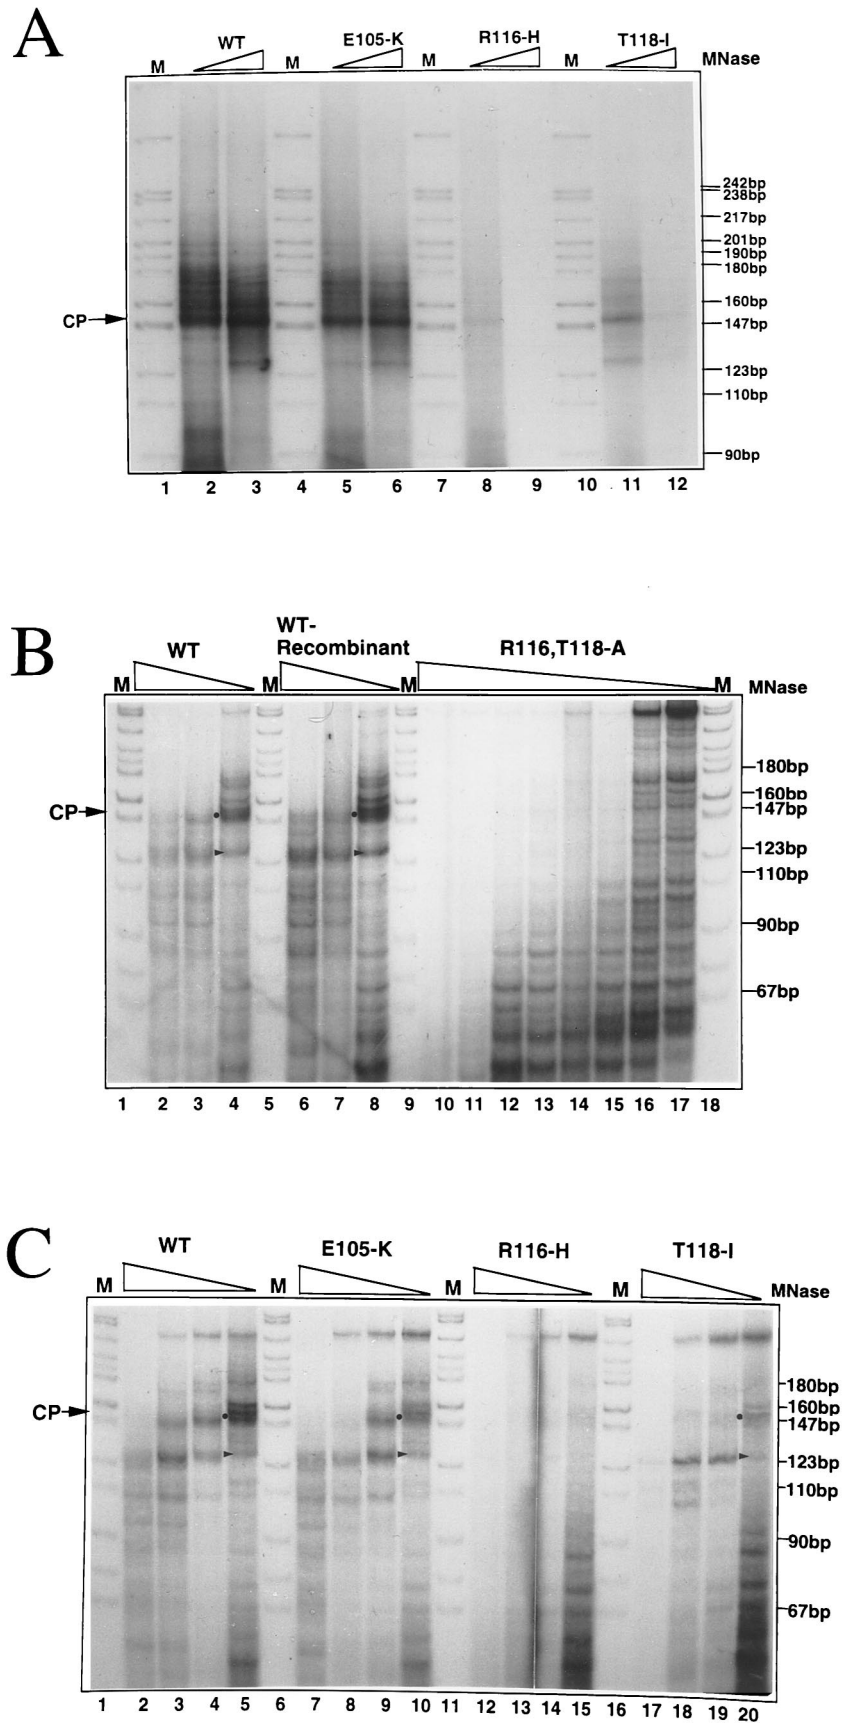 A
WT E105-K R116-H T118-I
M M M M MNase
242bp
238bp
217bp
201bp
190bp
180bp
160bp
CP 147bp
123bp
110bp
90bp
1 2 3 4 5 6 7 8 9 10 11 12
B
WT WT-Recombinant R116,T118-A
M M M M MNase
180bp
160bp
CP 147bp
123bp
110bp
90bp
67bp
1 2 3 4 5 6 7 8 9 10 11 12 13 14 15 16 17 18
C
WT E105-K R116-H T118-I
M M M M MNase
180bp
CP 160bp
147bp
123bp
110bp
90bp
67bp
1 2 3 4 5 6 7 8 9 10 11 12 13 14 15 16 17 18 19 20